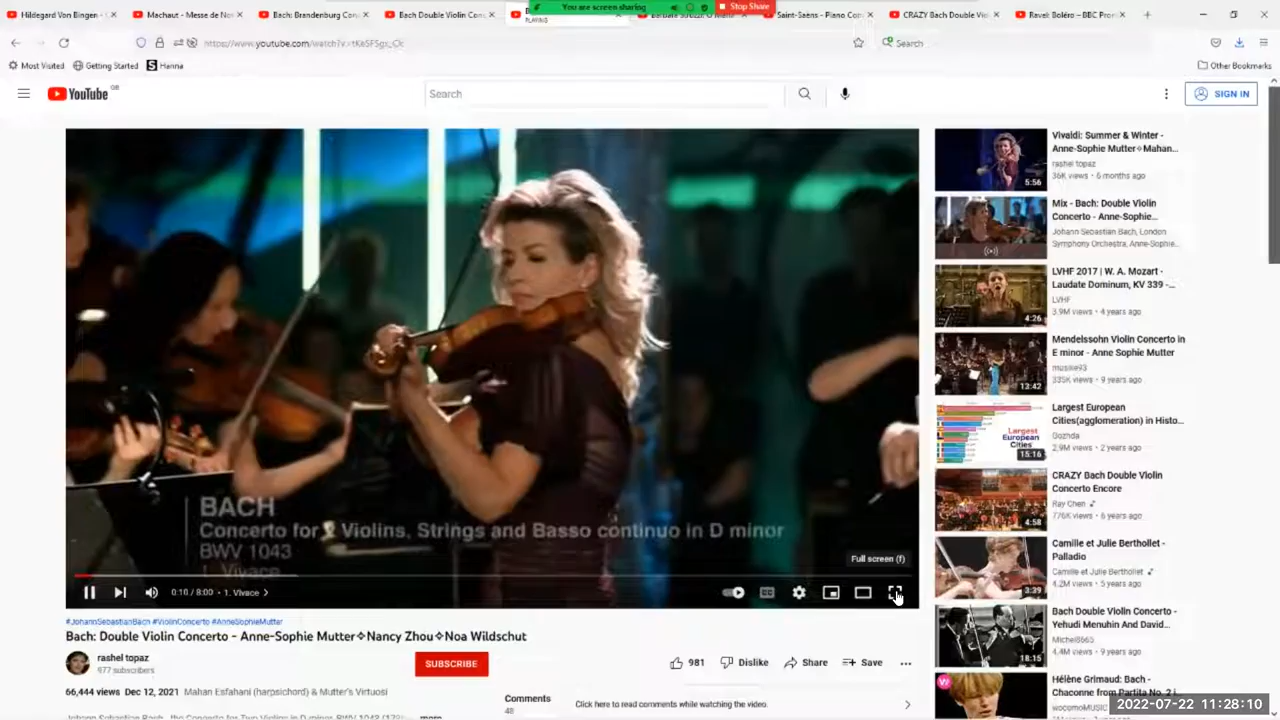 Hildegard Von Bingen -
Machaut - Messe de No
Bach: Brandenburg Con
Bach Double Violin Conc
PLAYING
You are screen sharing
Stop Share
Saint-Saëns - Piano Con
CRAZY Bach Double Vio
Ravel: Boléro – BBC Pro
Search
Most Visited
Getting Started
Hanna
Other Bookmarks
YouTube GB
Search
SIGN IN
BACH
Concerto for 2 Violins, Strings and Basso continuo in D minor
BWV 1043
I. Vivace
Full screen (f)
0:10 / 8:00 • 1. Vivace
#JohannSebastianBach #ViolinConcerto #AnneSophieMutter
Bach: Double Violin Concerto - Anne-Sophie Mutter✧Nancy Zhou✧Noa Wildschut
rashel topaz
977 subscribers
SUBSCRIBE
981
Dislike
Share
Save
66,444 views Dec 12, 2021 Mahan Esfahani (harpsichord) & Mutter's Virtuosi
more
Comments
48
Click here to read comments while watching the video.
Vivaldi: Summer & Winter -
Anne-Sophie Mutter✧Mahan...
rashel topaz
36K views • 6 months ago
5:56
Mix - Bach: Double Violin
Concerto - Anne-Sophie...
Johann Sebastian Bach, London
Symphony Orchestra, Anne-Sophie...
LVHF 2017 | W. A. Mozart -
Laudate Dominum, KV 339 -...
LVHF
3.9M views • 4 years ago
4:26
Mendelssohn Violin Concerto in
E minor - Anne Sophie Mutter
musike93
335K views • 9 years ago
13:42
Largest European
Cities(agglomeration) in Histo...
Gozhda
2.9M views • 2 years ago
Largest
European
Cities
15:16
CRAZY Bach Double Violin
Concerto Encore
Ray Chen
776K views • 6 years ago
4:58
Camille et Julie Berthollet -
Palladio
Camille et Julie Berthollet
4.2M views • 5 years ago
3:39
Bach Double Violin Concerto -
Yehudi Menuhin And David...
Michel8665
4.4M views • 9 years ago
18:15
Hélène Grimaud: Bach -
Chaconne from Partita No. 2 i...
wocomoMUSIC
2022-07-22 11:28:10